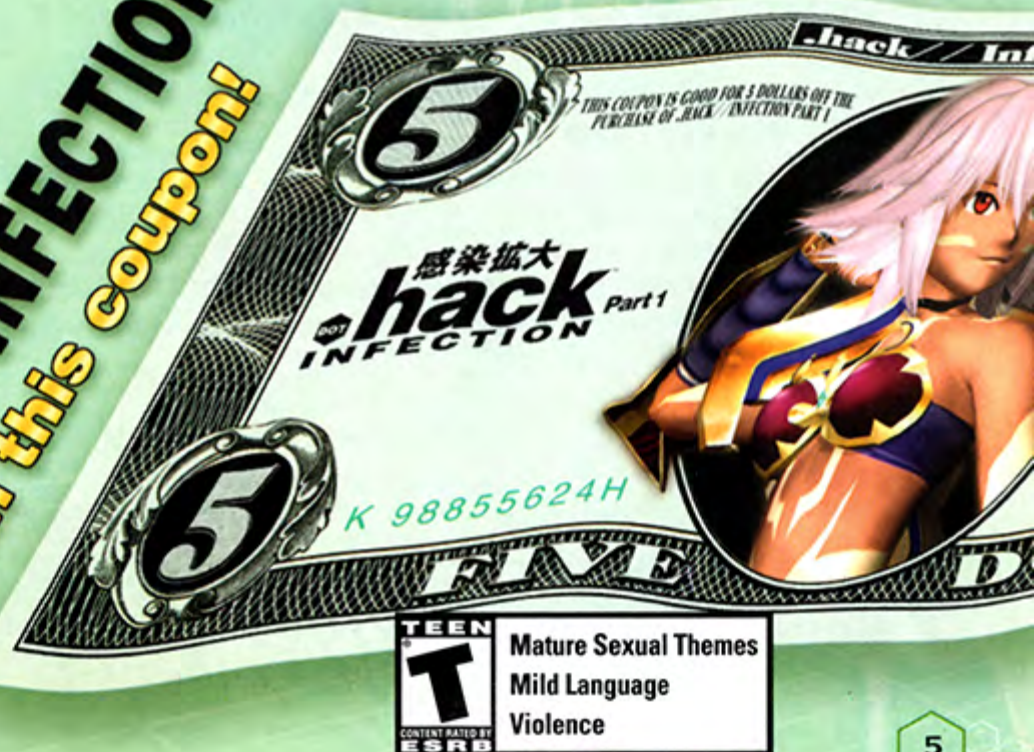 INFECTION
this coupon!
.hack//
5
THIS COUPON IS GOOD FOR 5 DOLLARS OFF THE
PURCHASE OF .HACK//INFECTION PART 1
感染拡大
DOT .hack Part 1
INFECTION
K 98855624H
5
FIVE D
TEEN
T
CONTENT RATED BY
ESRB
Mature Sexual Themes
Mild Language
Violence
5